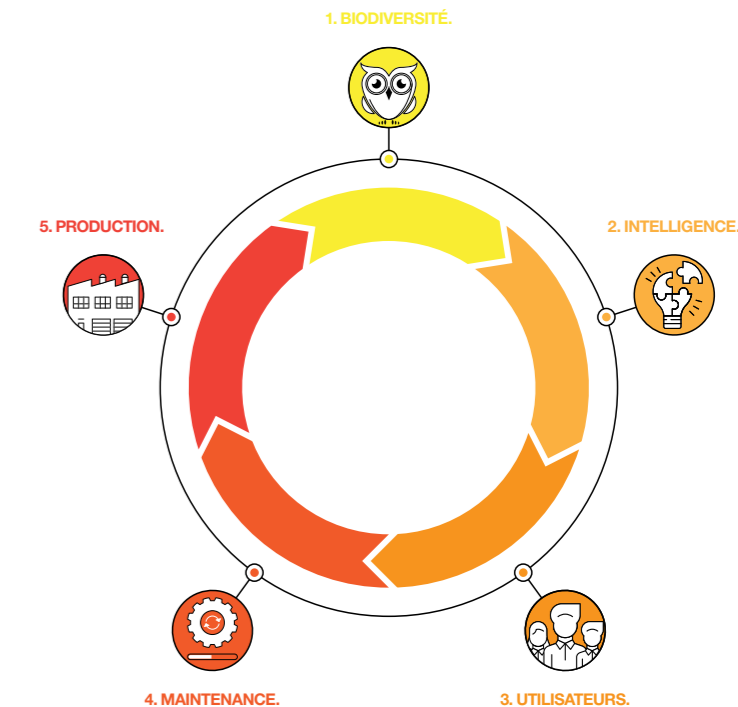 1. BIODIVERSITÉ.
2. INTELLIGENCE.
3. UTILISATEURS.
4. MAINTENANCE.
5. PRODUCTION.